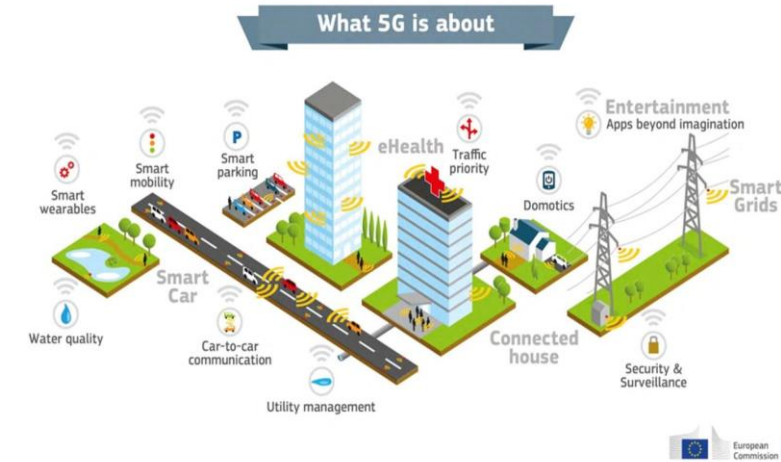 What 5G is about
Entertainment
Apps beyond imagination
P
Smart
parking
Smart
mobility
eHealth
Traffic
priority
Smart
wearables
Domotics
Smart
Grids
Smart
Car
Water quality
Car-to-car
communication
Connected
house
Security &
Surveillance
Utility management
European
Commission